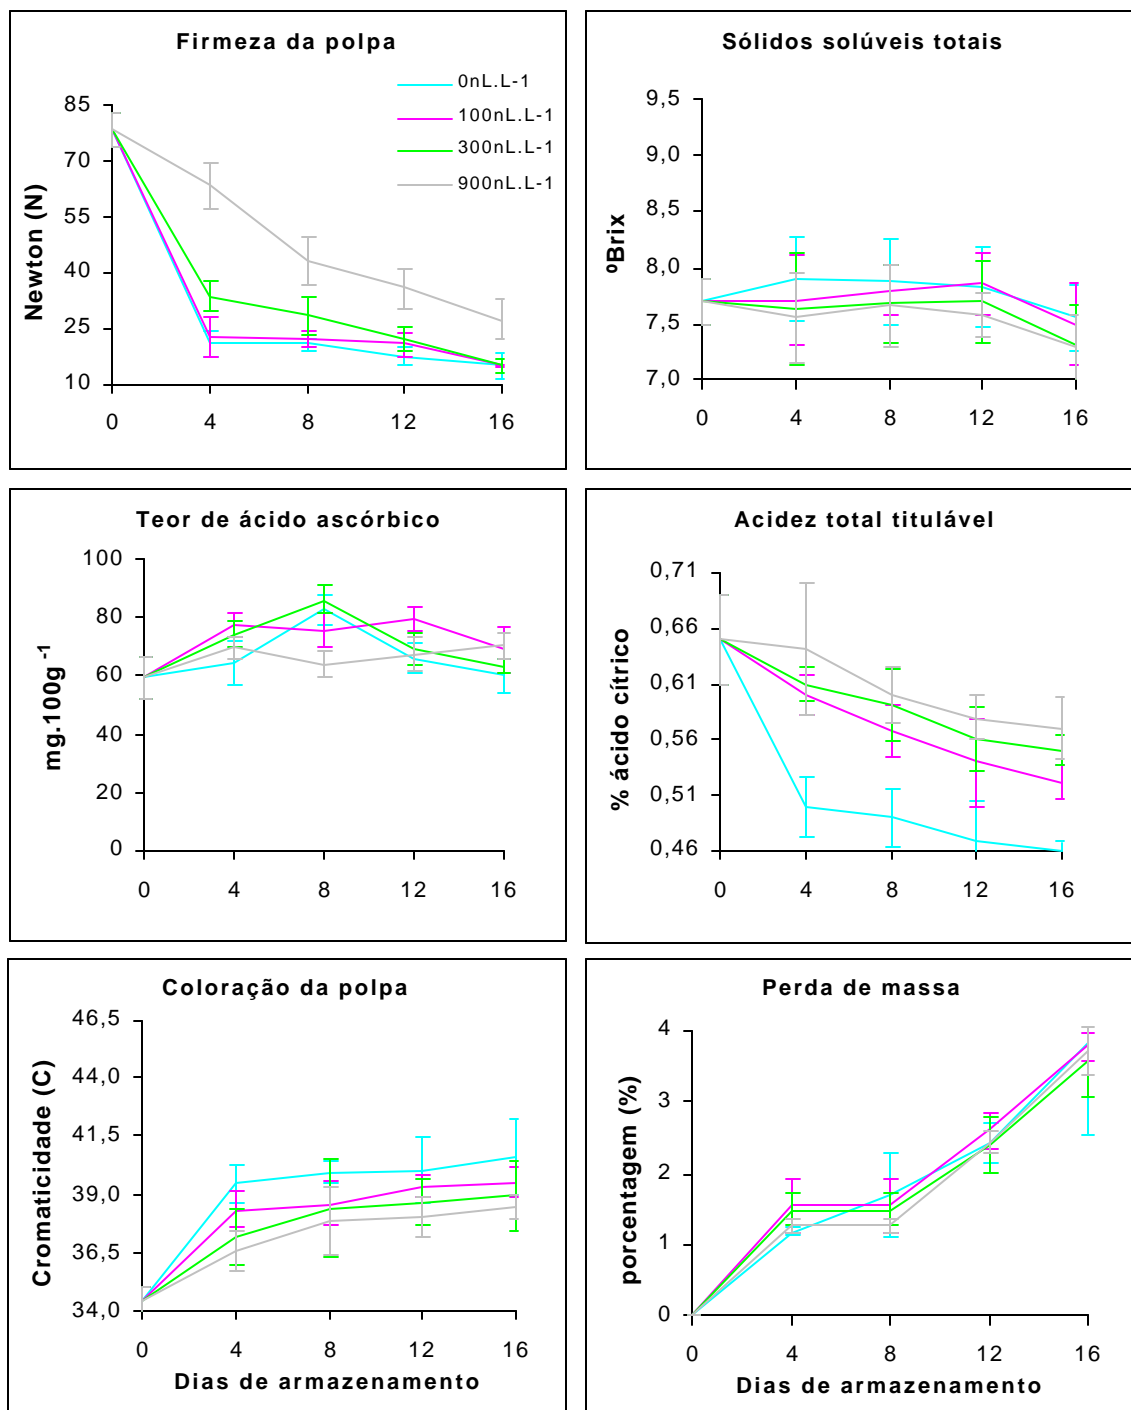 Firmeza da polpa
0nL.L-1
100nL.L-1
300nL.L-1
900nL.L-1
Newton (N)
85
70
55
40
25
10
0 4 8 12 16
Sólidos solúveis totais
ºBrix
9,5
9,0
8,5
8,0
7,5
7,0
0 4 8 12 16
Teor de ácido ascórbico
mg.100g⁻¹
100
80
60
40
20
0
0 4 8 12 16
Acidez total titulável
% ácido cítrico
0,71
0,66
0,61
0,56
0,51
0,46
0 4 8 12 16
Coloração da polpa
Cromaticidade (C)
46,5
44,0
41,5
39,0
36,5
34,0
0 4 8 12 16
Dias de armazenamento
Perda de massa
porcentagem (%)
4
3
2
1
0
0 4 8 12 16
Dias de armazenamento